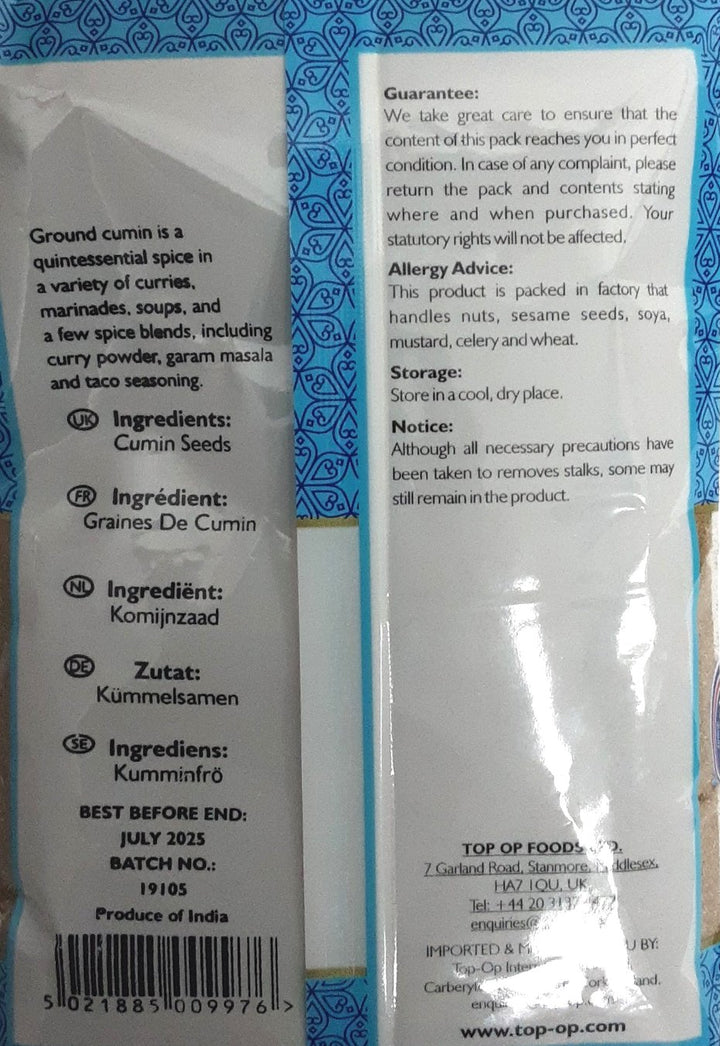 Ground cumin is a
quintessential spice in
a variety of curries,
marinades, soups, and
a few spice blends, including
curry powder, garam masala
and taco seasoning.
UK Ingredients:
Cumin Seeds
FR Ingrédient:
Graines De Cumin
NL Ingrediënt:
Komijnzaad
DE Zutat:
Kümmelsamen
SE Ingrediens:
Kumminfrö
BEST BEFORE END:
JULY 2025
BATCH NO.:
19105
Produce of India
5 021885 009976 >
Guarantee:
We take great care to ensure that the
content of this pack reaches you in perfect
condition. In case of any complaint, please
return the pack and contents stating
where and when purchased. Your
statutory rights will not be affected.
Allergy Advice:
This product is packed in factory that
handles nuts, sesame seeds, soya,
mustard, celery and wheat.
Storage:
Store in a cool, dry place.
Notice:
Although all necessary precautions have
been taken to removes stalks, some may
still remain in the product.
TOP OP FOODS
7 Garland Road, Stanmore,
HA7 1QU, UK
Tel: +44 20 3137
IMPORTED & BY:
Top-Op
www.top-op.com